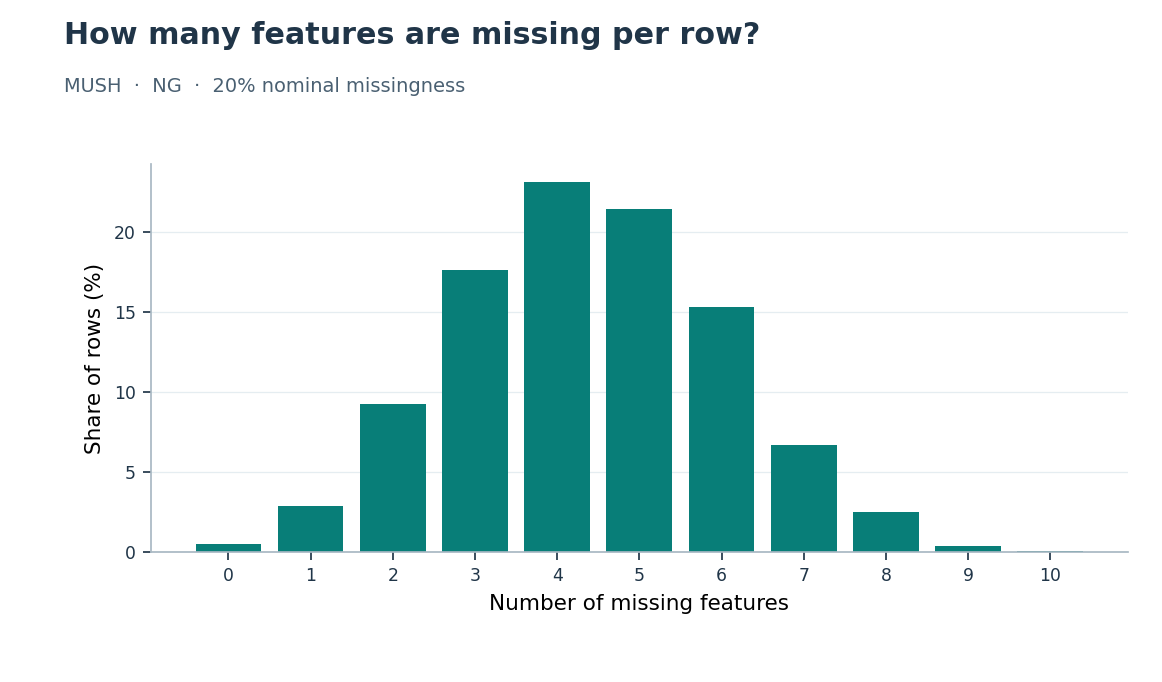 How many features are missing per row?
MUSH · NG · 20% nominal missingness
Share of rows (%)
20
15
10
5
0
0 1 2 3 4 5 6 7 8 9 10
Number of missing features